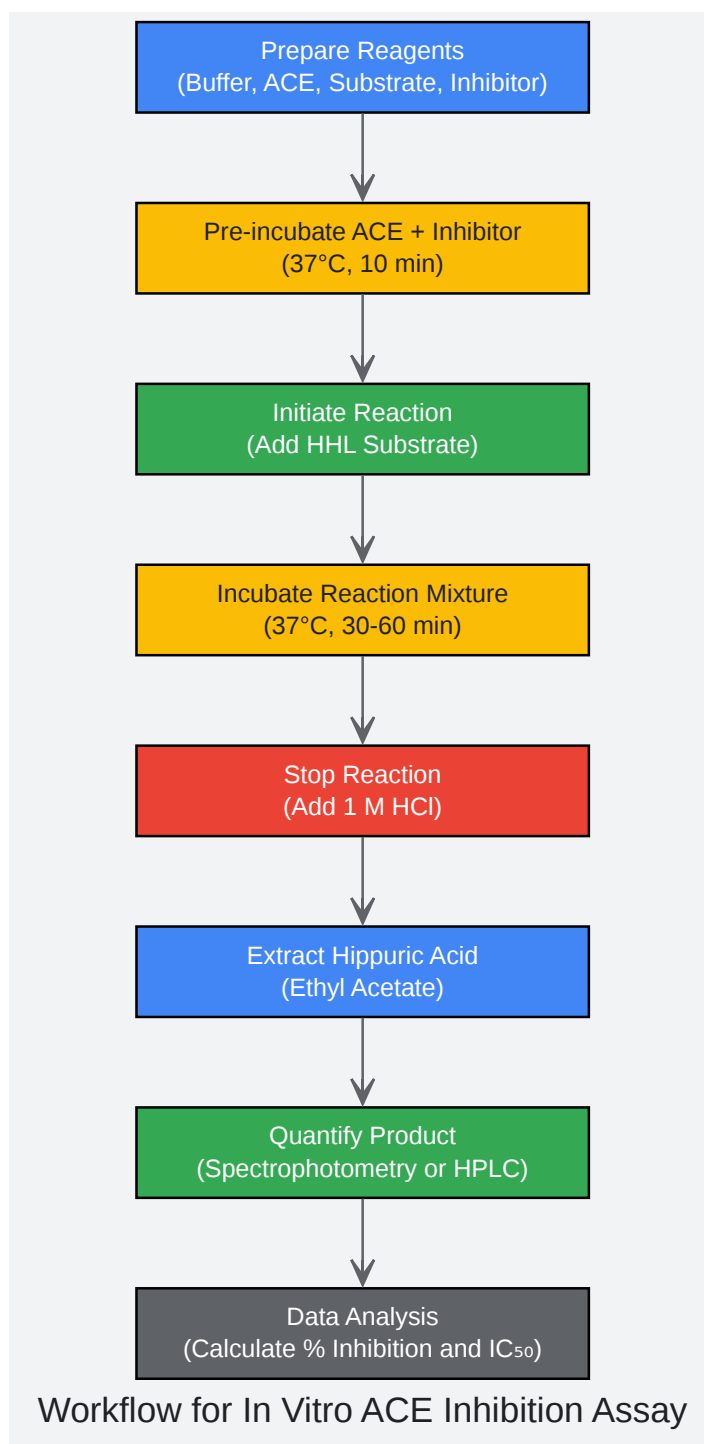 Prepare Reagents
(Buffer, ACE, Substrate, Inhibitor)
Pre-incubate ACE + Inhibitor
(37°C, 10 min)
Initiate Reaction
(Add HHL Substrate)
Incubate Reaction Mixture
(37°C, 30-60 min)
Stop Reaction
(Add 1 M HCl)
Extract Hippuric Acid
(Ethyl Acetate)
Quantify Product
(Spectrophotometry or HPLC)
Data Analysis
(Calculate % Inhibition and IC₅₀)
Workflow for In Vitro ACE Inhibition Assay